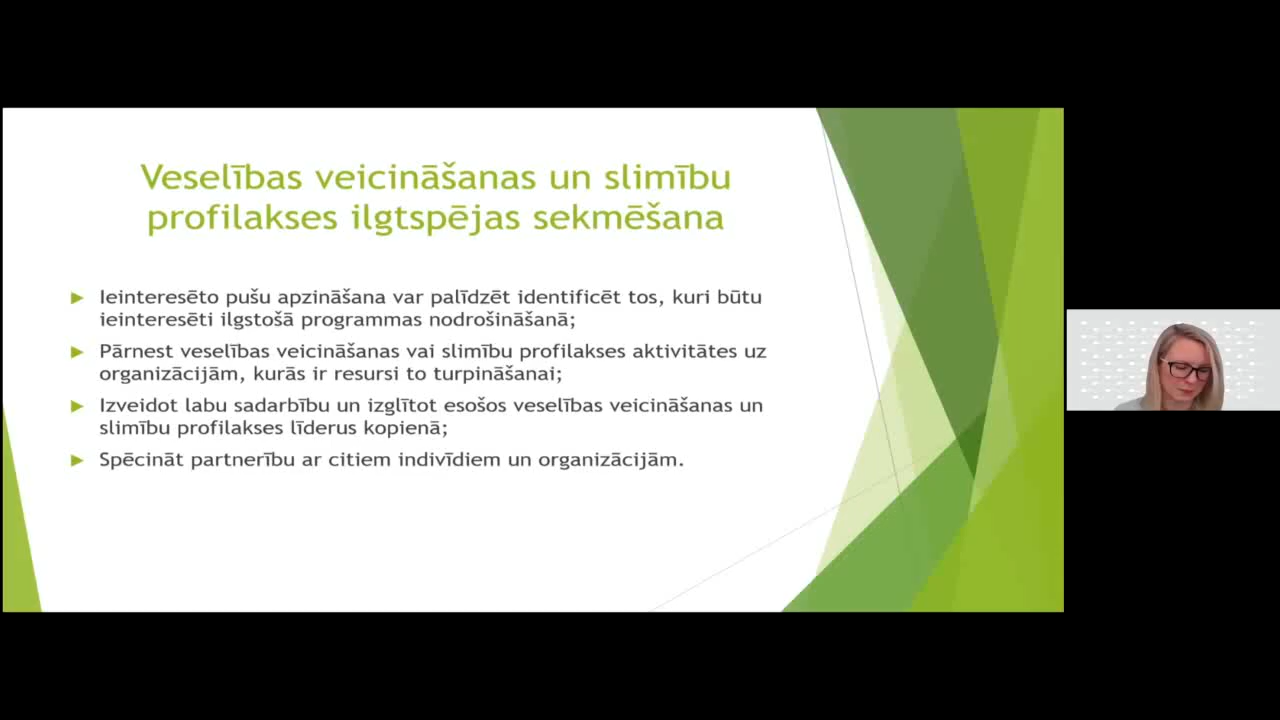 Veselības veicināšanas un slimību
profilakses ilgtspējas sekmēšana
Ieinteresēto pušu apzināšana var palīdzēt identificēt tos, kuri būtu
ieinteresēti ilgstošā programmas nodrošināšanā;
Pārnest veselības veicināšanas vai slimību profilakses aktivitātes uz
organizācijām, kurās ir resursi to turpināšanai;
Izveidot labu sadarbību un izglītot esošos veselības veicināšanas un
slimību profilakses līderus kopienā;
Spēcināt partnerību ar citiem indivīdiem un organizācijām.